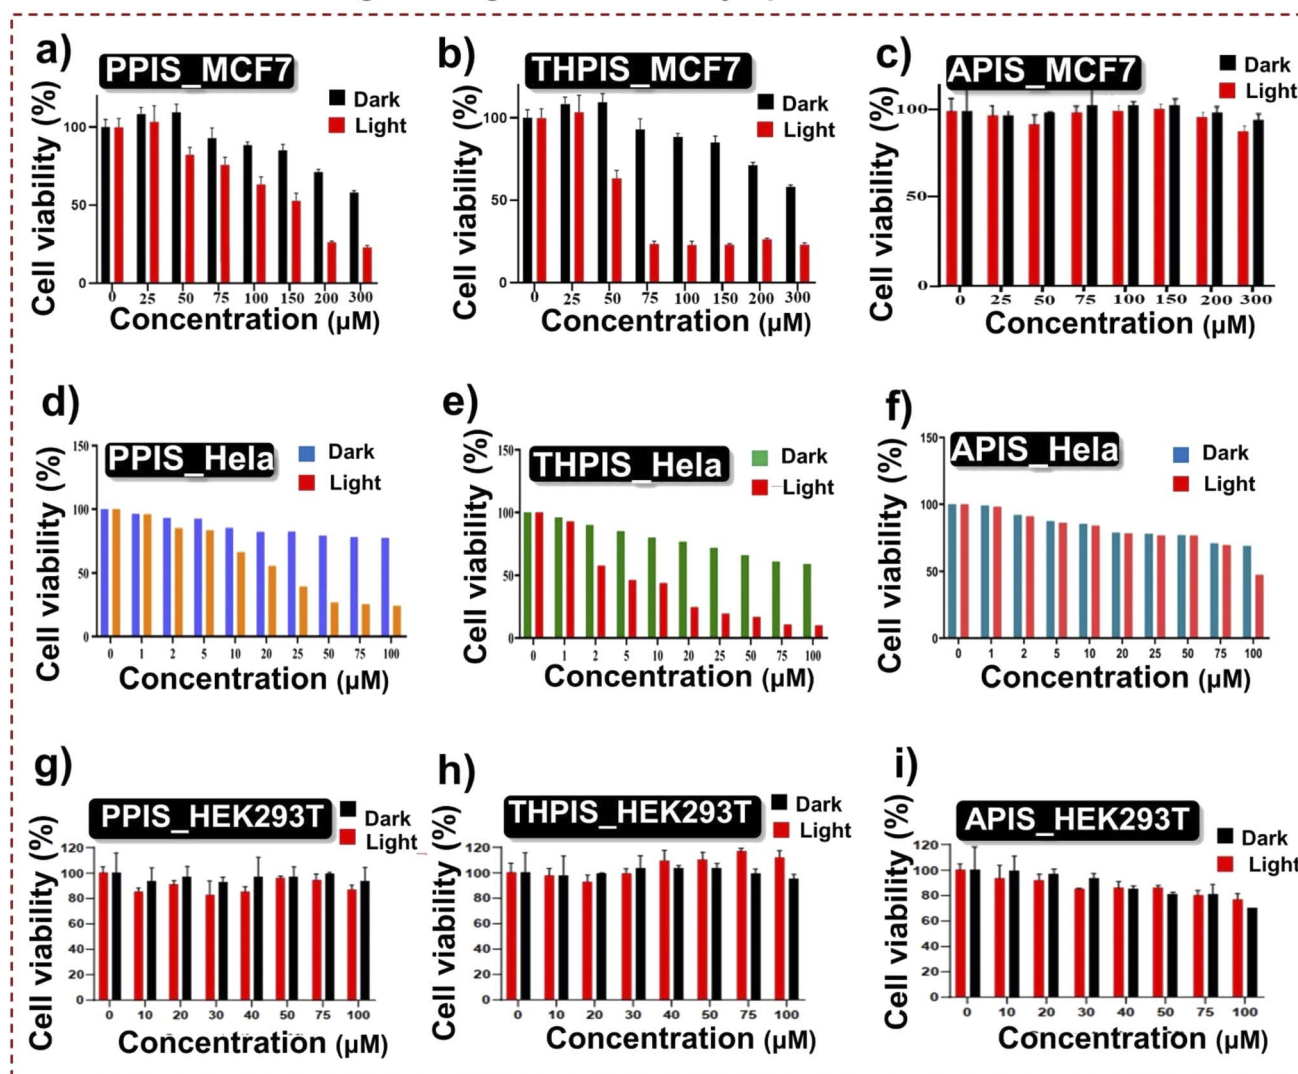 a)
PPIS_MCF7
Dark
Light
Cell viability (%)
100
50
0
0 25 50 75 100 150 200 300
Concentration (µM)
b)
THPIS_MCF7
Dark
Light
Cell viability (%)
100
50
0
0 25 50 75 100 150 200 300
Concentration (µM)
c)
APIS_MCF7
Dark
Light
Cell viability (%)
100
50
0
0 25 50 75 100 150 200 300
Concentration (µM)
d)
PPIS_Hela
Dark
Light
Cell viability (%)
150
100
50
0
0 1 2 5 10 20 25 50 75 100
Concentration (µM)
e)
THPIS_Hela
Dark
Light
Cell viability (%)
150
100
50
0
0 1 2 5 10 20 25 50 75 100
Concentration (µM)
f)
APIS_Hela
Dark
Light
Cell viability (%)
150
100
50
0
0 1 2 5 10 20 25 50 75 100
Concentration (µM)
g)
PPIS_HEK293T
Dark
Light
Cell viability (%)
120
100
80
60
40
20
0
0 10 20 30 40 50 75 100
Concentration (µM)
h)
THPIS_HEK293T
Dark
Light
Cell viability (%)
120
100
80
60
40
20
0
0 10 20 30 40 50 75 100
Concentration (µM)
i)
APIS_HEK293T
Dark
Light
Cell viability (%)
120
100
80
60
40
20
0
0 10 20 30 40 50 75 100
Concentration (µM)